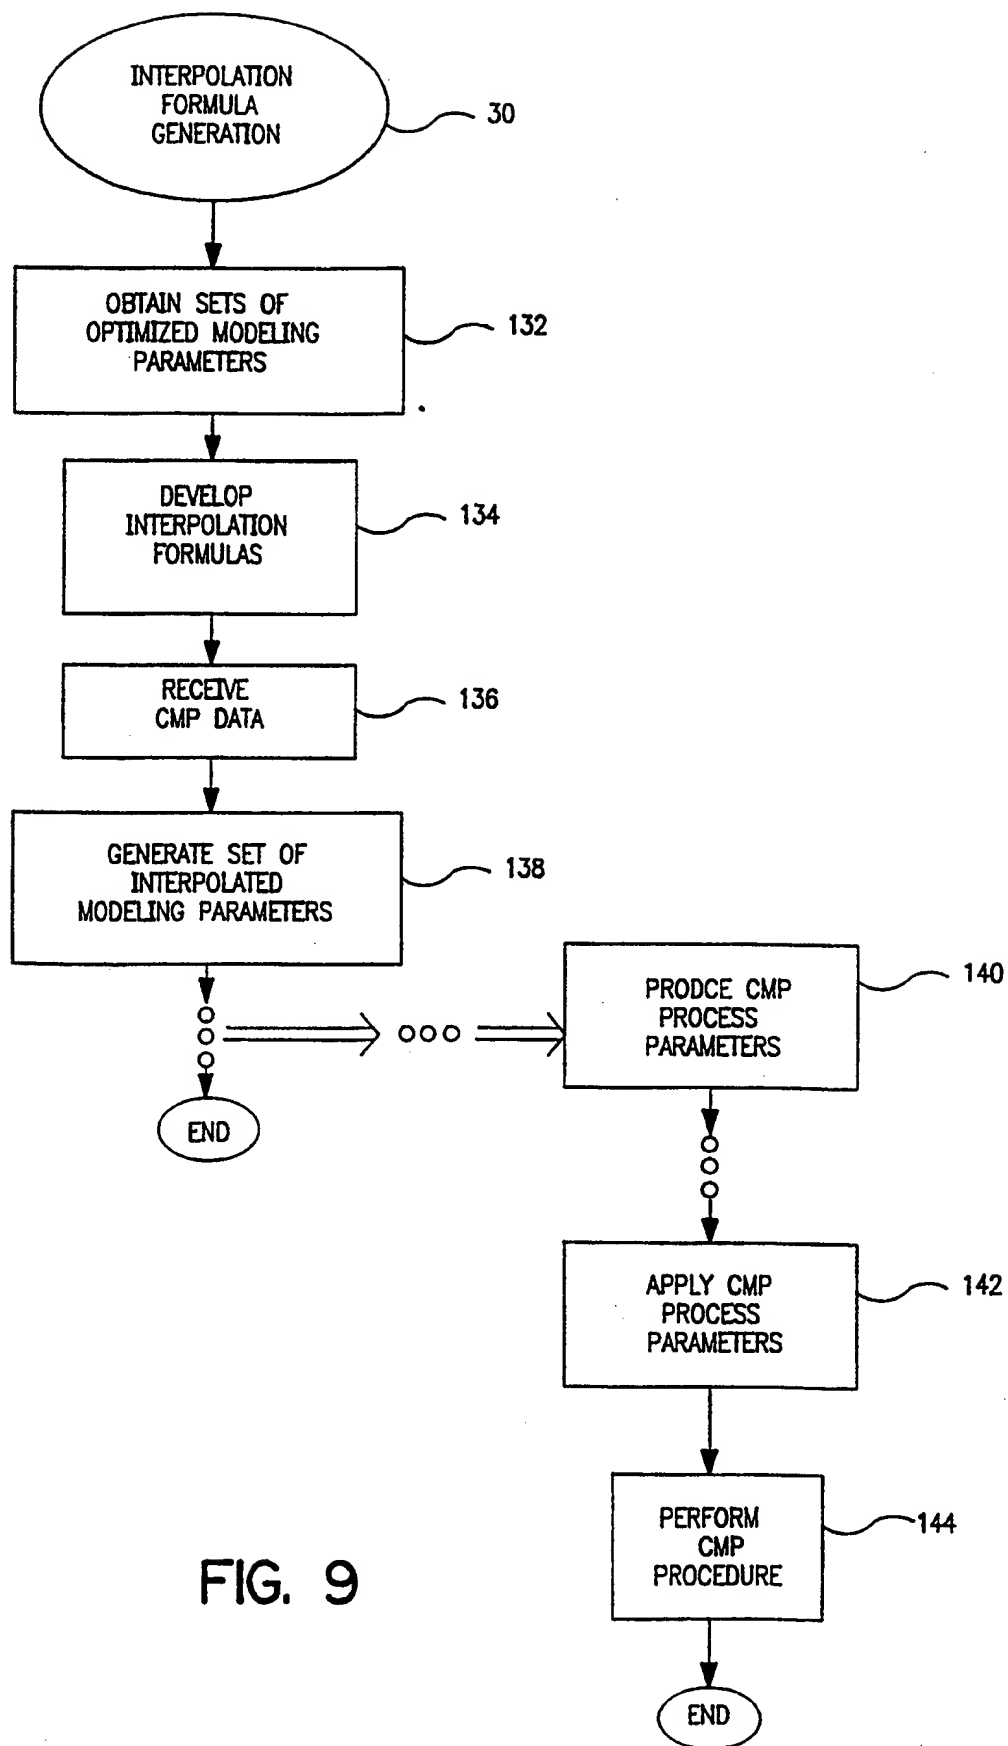 INTERPOLATION
FORMULA
GENERATION
30
OBTAIN SETS OF
OPTIMIZED MODELING
PARAMETERS
132
DEVELOP
INTERPOLATION
FORMULAS
134
RECEIVE
CMP DATA
136
GENERATE SET OF
INTERPOLATED
MODELING PARAMETERS
138
END
PRODCE CMP
PROCESS
PARAMETERS
140
APPLY CMP
PROCESS
PARAMETERS
142
PERFORM
CMP
PROCEDURE
144
END
FIG. 9